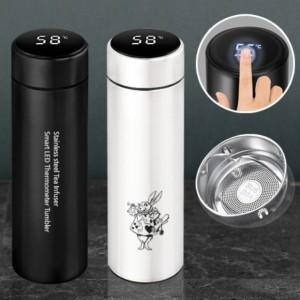 58°C
58°C
Stainless steel Tea Infuser
Smart LED Thermometer Tumbler